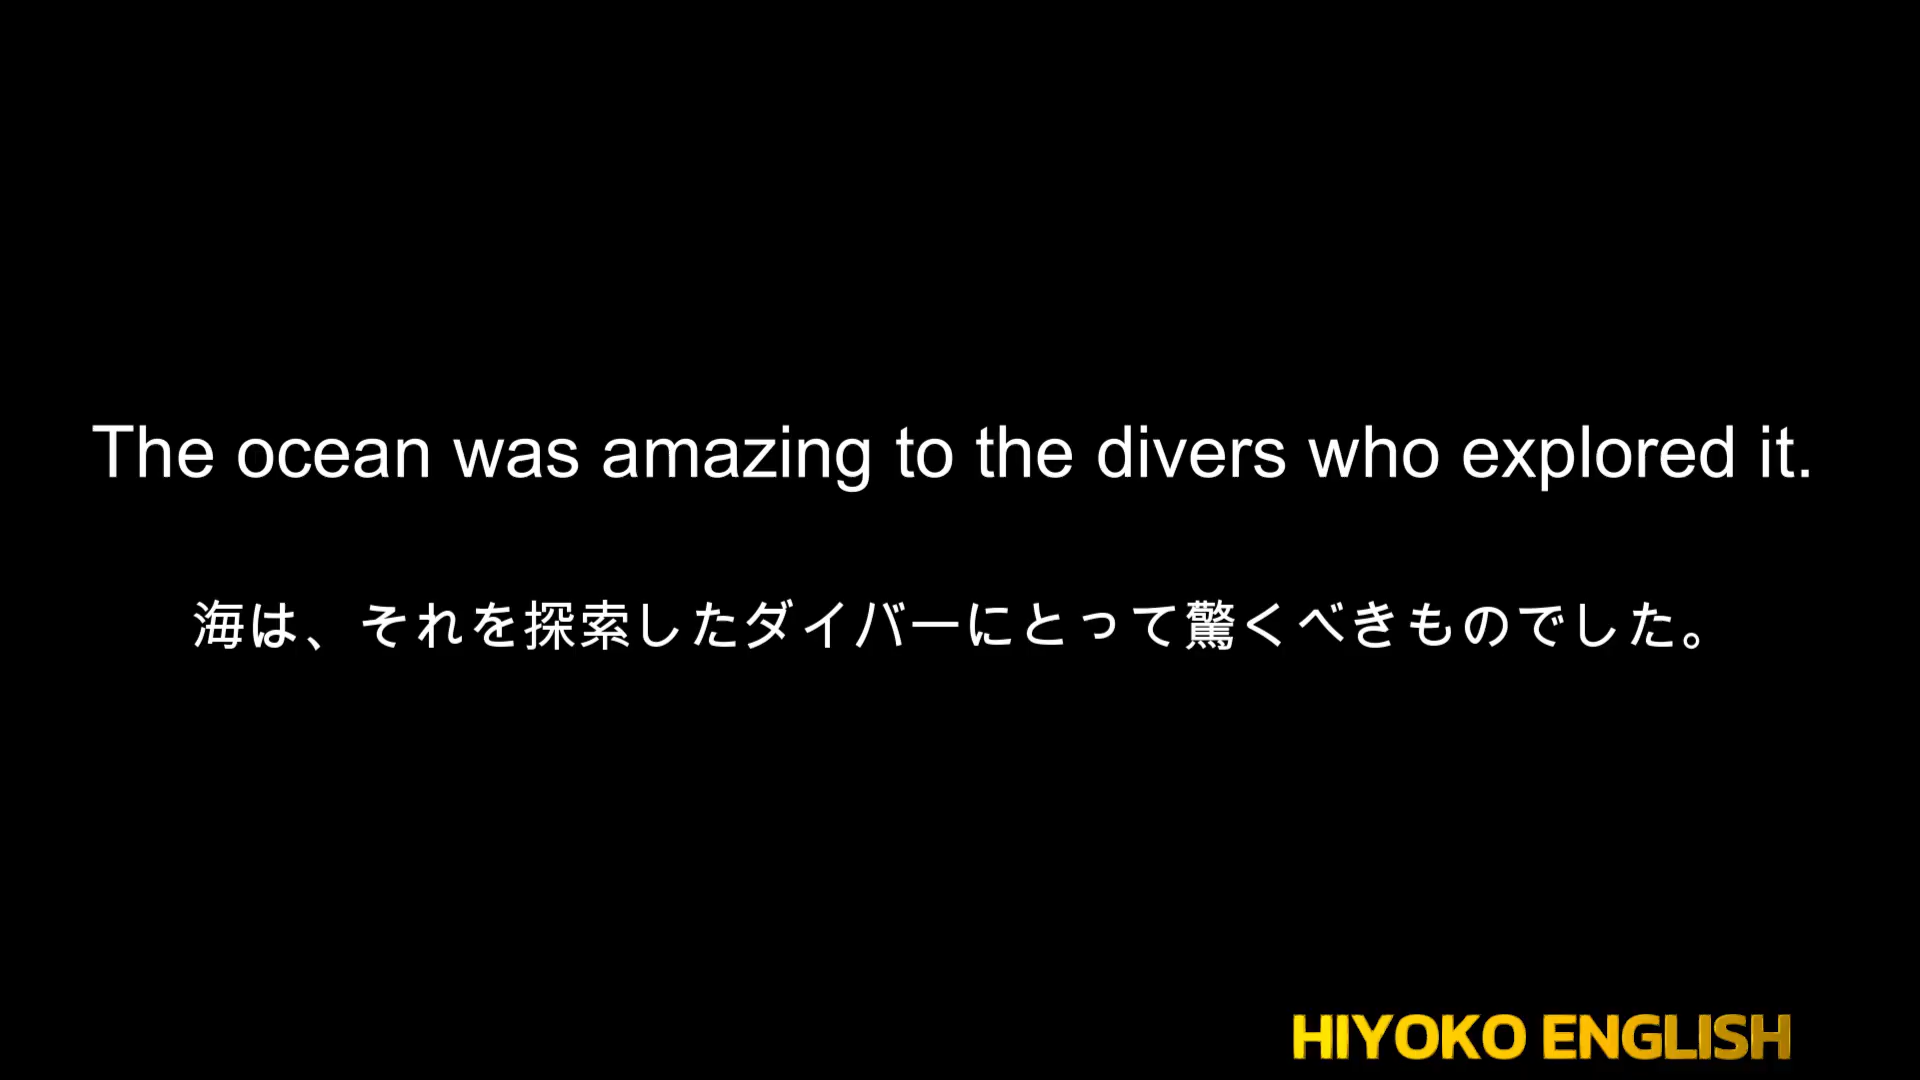 The ocean was amazing to the divers who explored it.
海は、それを探索したダイバーにとって驚くべきものでした。
HIYOKO ENGLISH